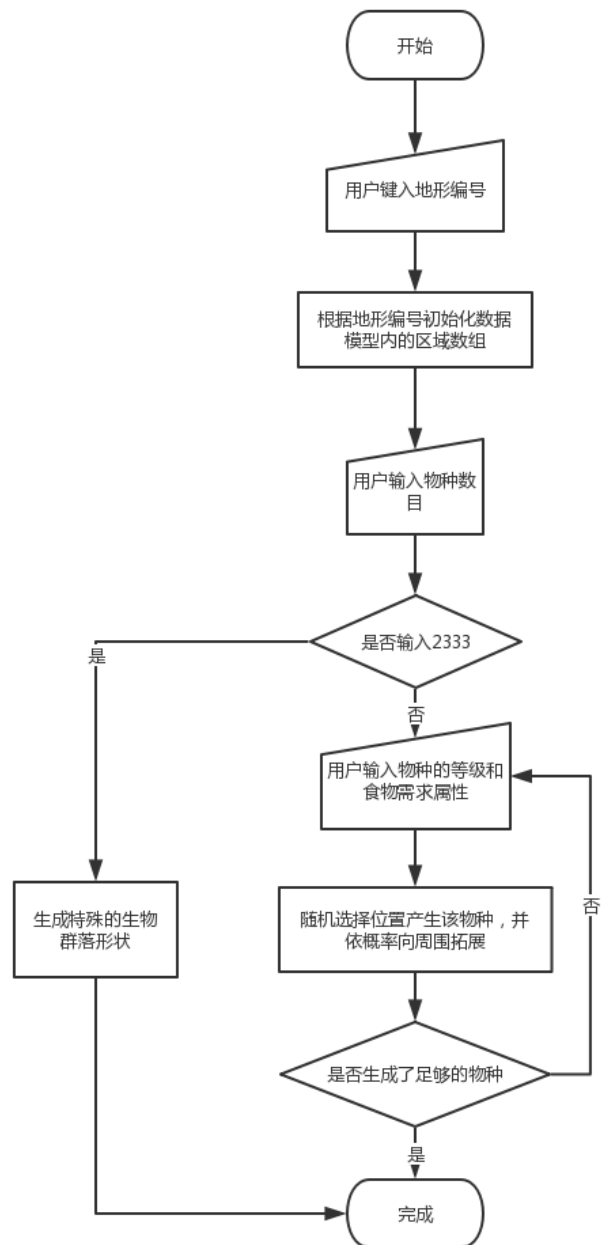 开始
用户键入地形编号
根据地形编号初始化数据
模型内的区域数组
用户输入物种数
目
是否输入2333
是
否
用户输入物种的等级和
食物需求属性
生成特殊的生物
群落形状
随机选择位置产生该物种，并
依概率向周围拓展
否
是否生成了足够的物种
是
完成